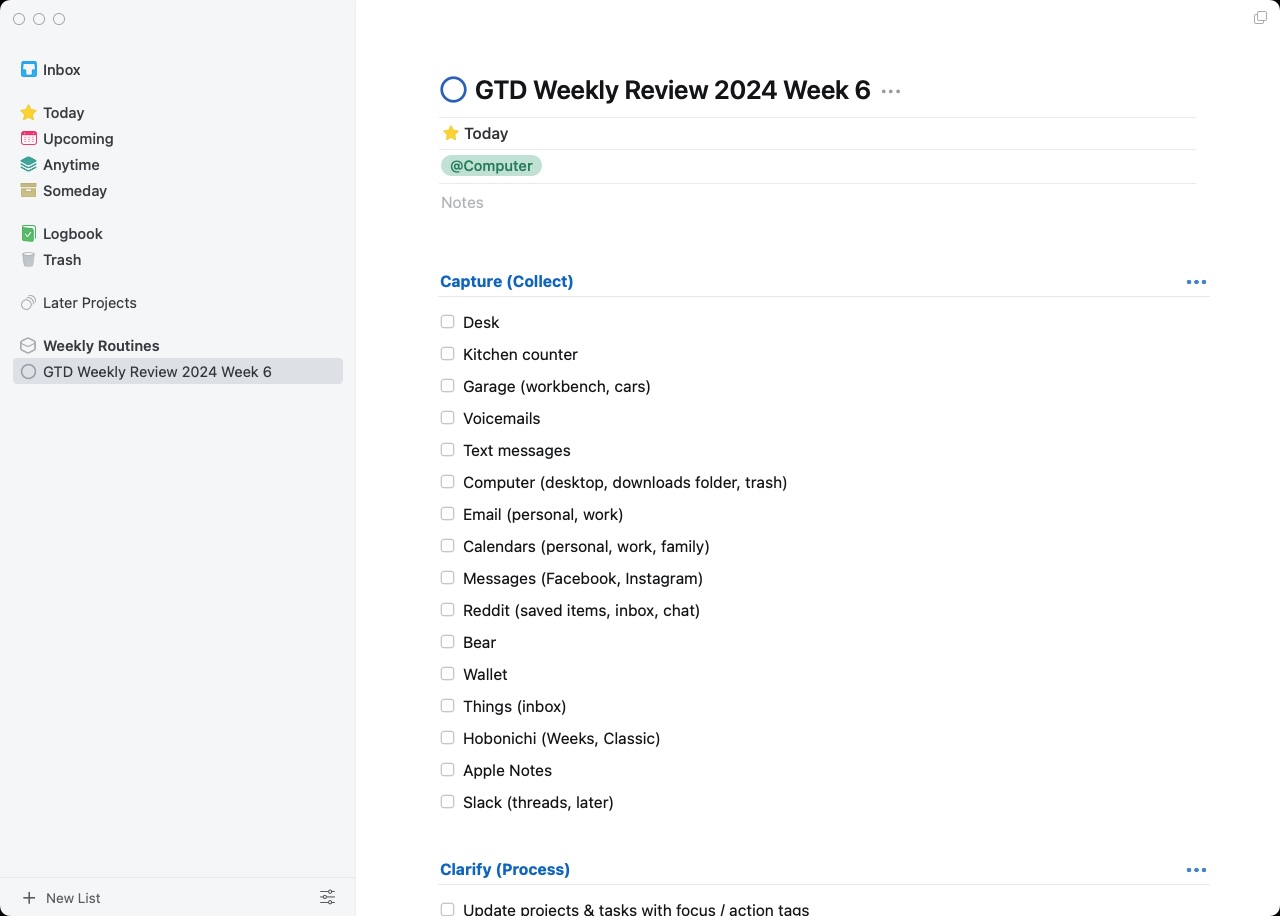 Inbox
Today
Upcoming
Anytime
Someday
Logbook
Trash
Later Projects
Weekly Routines
GTD Weekly Review 2024 Week 6
New List
GTD Weekly Review 2024 Week 6
Today
@Computer
Notes
Capture (Collect)
Desk
Kitchen counter
Garage (workbench, cars)
Voicemails
Text messages
Computer (desktop, downloads folder, trash)
Email (personal, work)
Calendars (personal, work, family)
Messages (Facebook, Instagram)
Reddit (saved items, inbox, chat)
Bear
Wallet
Things (inbox)
Hobonichi (Weeks, Classic)
Apple Notes
Slack (threads, later)
Clarify (Process)
Update projects & tasks with focus / action tags